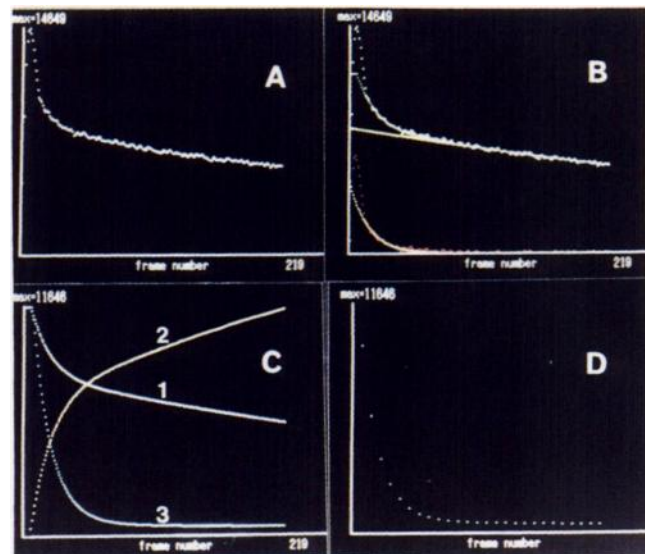 max=14649
A
frame number 219
max=14649
B
frame number 219
max=11646
2
C
1
3
frame number 219
max=11646
D
frame number